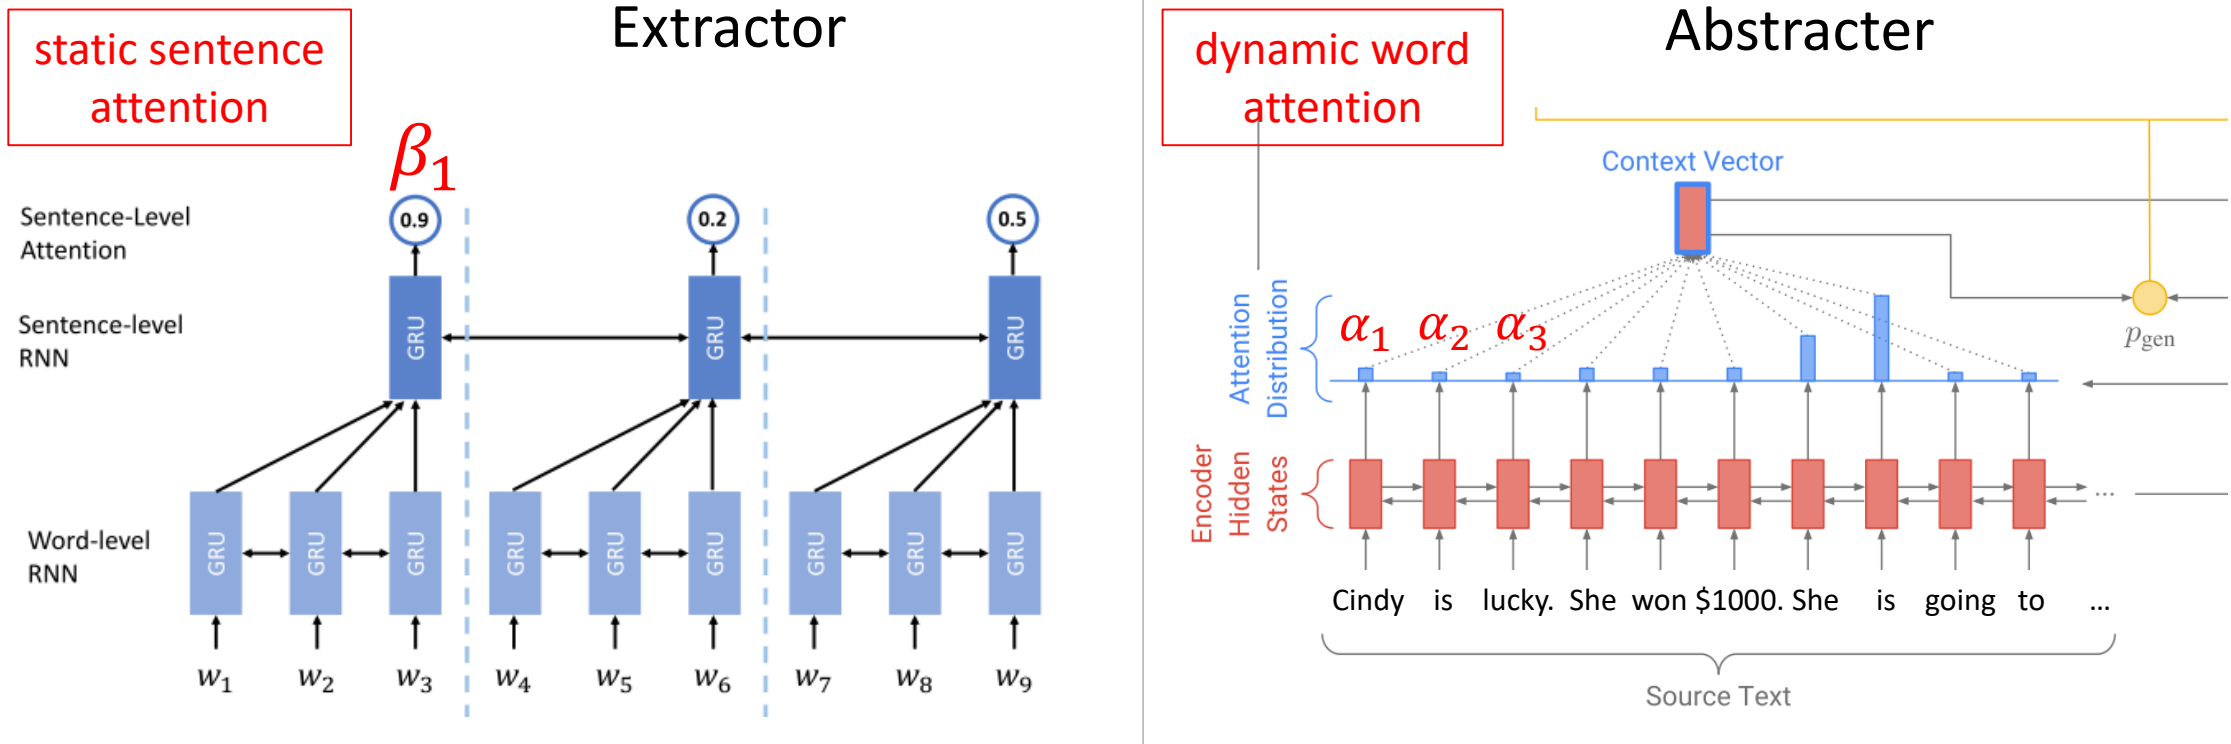 Extractor
static sentence
attention
β₁
Sentence-Level
Attention
0.9
0.2
0.5
Sentence-level
RNN
GRU
GRU
GRU
Word-level
RNN
GRU
GRU
GRU
GRU
GRU
GRU
GRU
GRU
GRU
w₁ w₂ w₃ w₄ w₅ w₆ w₇ w₈ w₉
Abstracter
dynamic word
attention
Context Vector
Attention
Distribution
α₁ α₂ α₃
p_gen
Encoder
Hidden
States
...
Cindy is lucky. She won $1000. She is going to ...
Source Text